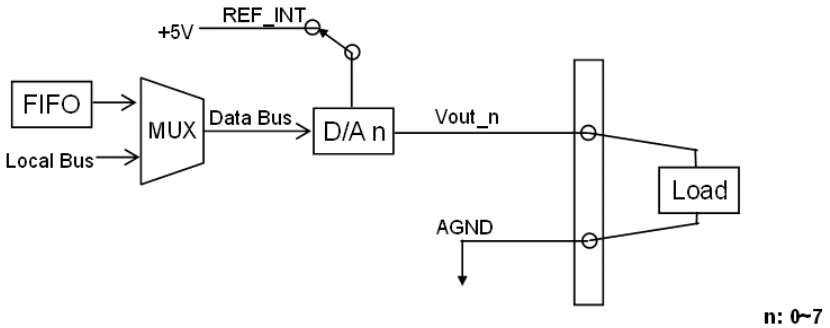 REF_INT
+5V
FIFO
MUX
Data Bus
D/A n
Vout_n
Local Bus
Load
AGND
n: 0~7